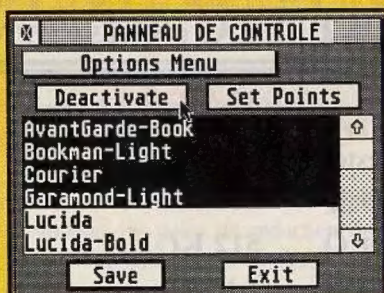 PANNEAU DE CONTROLE
Options Menu
Deactivate Set Points
AvantGarde-Book
Bookman-Light
Courier
Garamond-Light
Lucida
Lucida-Bold
Save Exit